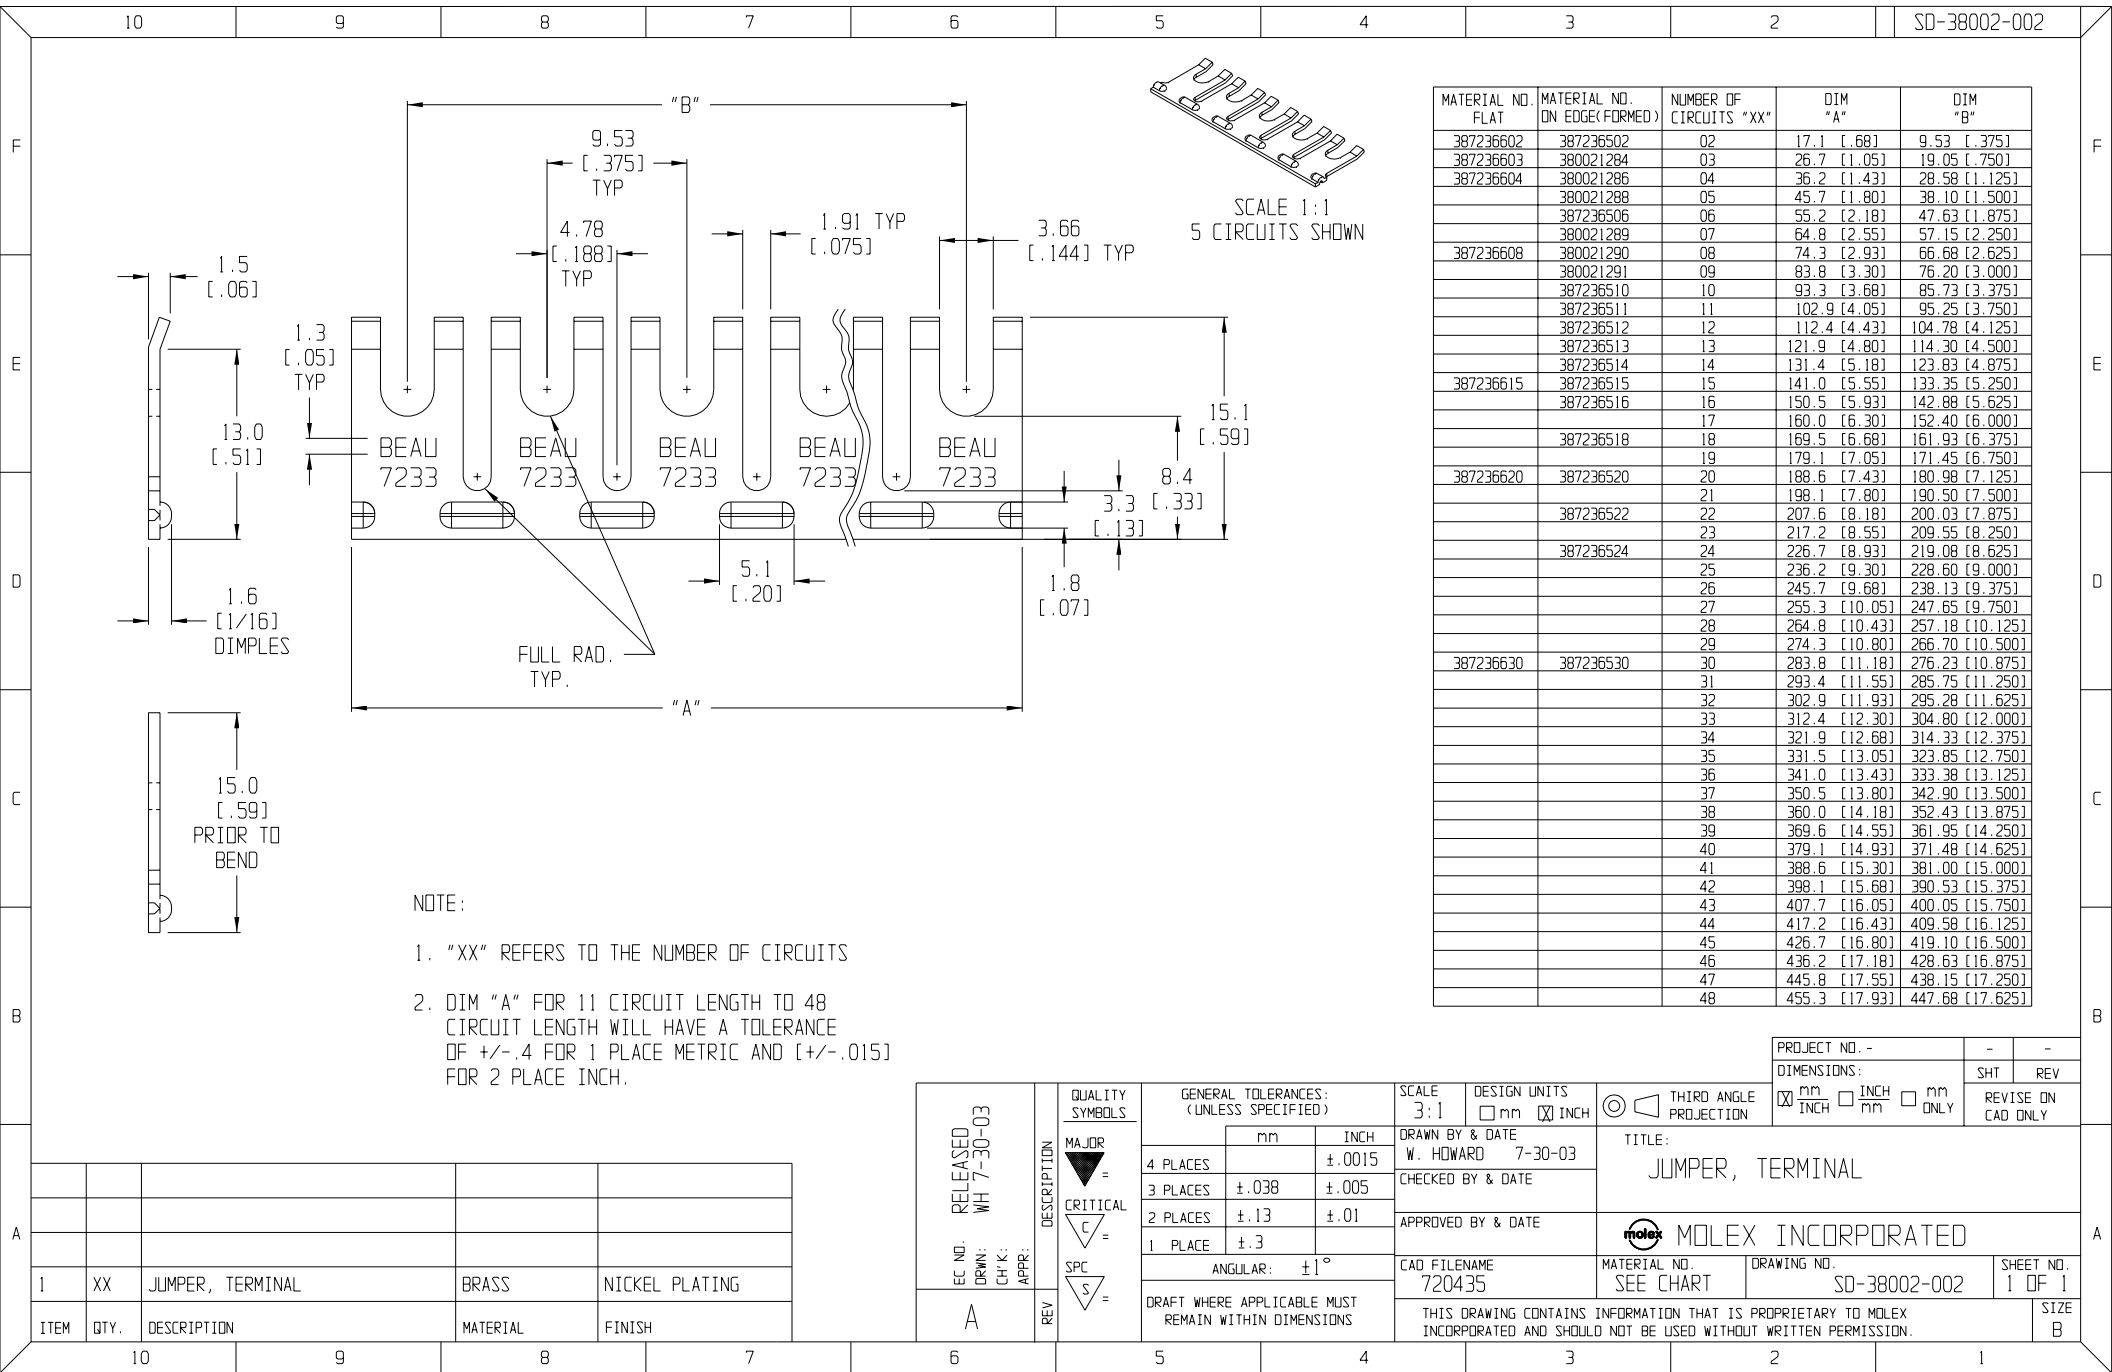 10 9 8 7 6 5 4 3 2 SD-38002-002
F
E
D
C
B
A
"B"
9.53
[.375]
TYP
4.78
[.188]
TYP
1.91 TYP
[.075]
3.66
[.144] TYP
SCALE 1:1
5 CIRCUITS SHOWN
1.5
[.06]
1.3
[.05]
TYP
13.0
[.51]
BEAU BEAU BEAU BEAU BEAU
7233 7233 7233 7233 7233
15.1
[.59]
8.4
[.33]
3.3
[.13]
1.8
[.07]
5.1
[.20]
1.6
[1/16]
DIMPLES
FULL RAD.
TYP.
"A"
15.0
[.59]
PRIOR TO
BEND
NOTE:
1. "XX" REFERS TO THE NUMBER OF CIRCUITS
2. DIM "A" FOR 11 CIRCUIT LENGTH TO 48
CIRCUIT LENGTH WILL HAVE A TOLERANCE
OF +/-.4 FOR 1 PLACE METRIC AND [+/-.015]
FOR 2 PLACE INCH.
MATERIAL NO. MATERIAL NO. NUMBER OF DIM DIM
FLAT ON EDGE(FORMED) CIRCUITS "XX" "A" "B"
387236602 387236502 02 17.1 [.68] 9.53 [.375]
387236603 380021284 03 26.7 [1.05] 19.05 [.750]
387236604 380021286 04 36.2 [1.43] 28.58 [1.125]
380021288 05 45.7 [1.80] 38.10 [1.500]
387236506 06 55.2 [2.18] 47.63 [1.875]
380021289 07 64.8 [2.55] 57.15 [2.250]
387236608 380021290 08 74.3 [2.93] 66.68 [2.625]
380021291 09 83.8 [3.30] 76.20 [3.000]
387236510 10 93.3 [3.68] 85.73 [3.375]
387236511 11 102.9 [4.05] 95.25 [3.750]
387236512 12 112.4 [4.43] 104.78 [4.125]
387236513 13 121.9 [4.80] 114.30 [4.500]
387236514 14 131.4 [5.18] 123.83 [4.875]
387236615 387236515 15 141.0 [5.55] 133.35 [5.250]
387236516 16 150.5 [5.93] 142.88 [5.625]
17 160.0 [6.30] 152.40 [6.000]
387236518 18 169.5 [6.68] 161.93 [6.375]
19 179.1 [7.05] 171.45 [6.750]
387236620 387236520 20 188.6 [7.43] 180.98 [7.125]
21 198.1 [7.80] 190.50 [7.500]
387236522 22 207.6 [8.18] 200.03 [7.875]
23 217.2 [8.55] 209.55 [8.250]
387236524 24 226.7 [8.93] 219.08 [8.625]
25 236.2 [9.30] 228.60 [9.000]
26 245.7 [9.68] 238.13 [9.375]
27 255.3 [10.05] 247.65 [9.750]
28 264.8 [10.43] 257.18 [10.125]
29 274.3 [10.80] 266.70 [10.500]
387236630 387236530 30 283.8 [11.18] 276.23 [10.875]
31 293.4 [11.55] 285.75 [11.250]
32 302.9 [11.93] 295.28 [11.625]
33 312.4 [12.30] 304.80 [12.000]
34 321.9 [12.68] 314.33 [12.375]
35 331.5 [13.05] 323.85 [12.750]
36 341.0 [13.43] 333.38 [13.125]
37 350.5 [13.80] 342.90 [13.500]
38 360.0 [14.18] 352.43 [13.875]
39 369.6 [14.55] 361.95 [14.250]
40 379.1 [14.93] 371.48 [14.625]
41 388.6 [15.30] 381.00 [15.000]
42 398.1 [15.68] 390.53 [15.375]
43 407.7 [16.05] 400.05 [15.750]
44 417.2 [16.43] 409.58 [16.125]
45 426.7 [16.80] 419.10 [16.500]
46 436.2 [17.18] 428.63 [16.875]
47 445.8 [17.55] 438.15 [17.250]
48 455.3 [17.93] 447.68 [17.625]
F
E
D
C
B
A
1 XX JUMPER, TERMINAL BRASS NICKEL PLATING
ITEM QTY. DESCRIPTION MATERIAL FINISH
EC NO. RELEASED
DRWN: WH 7-30-03
CH'K:
APPR:
DESCRIPTION
A
REV
QUALITY
SYMBOLS
MAJOR
=
CRITICAL
C =
SPC
S =
GENERAL TOLERANCES:
(UNLESS SPECIFIED)
mm INCH
4 PLACES ±.0015
3 PLACES ±.038 ±.005
2 PLACES ±.13 ±.01
1 PLACE ±.3
ANGULAR: ±1°
DRAFT WHERE APPLICABLE MUST
REMAIN WITHIN DIMENSIONS
SCALE
3:1
DESIGN UNITS
mm X INCH
THIRD ANGLE
PROJECTION
PROJECT NO.- - -
DIMENSIONS: SHT REV
X mm/INCH INCH/mm mm ONLY
REVISE ON
CAD ONLY
DRAWN BY & DATE
W. HOWARD 7-30-03
CHECKED BY & DATE
APPROVED BY & DATE
TITLE:
JUMPER, TERMINAL
molex MOLEX INCORPORATED
CAD FILENAME
720435
MATERIAL NO.
SEE CHART
DRAWING NO.
SD-38002-002
SHEET NO.
1 OF 1
THIS DRAWING CONTAINS INFORMATION THAT IS PROPRIETARY TO MOLEX
INCORPORATED AND SHOULD NOT BE USED WITHOUT WRITTEN PERMISSION.
SIZE
B
10 9 8 7 6 5 4 3 2 1